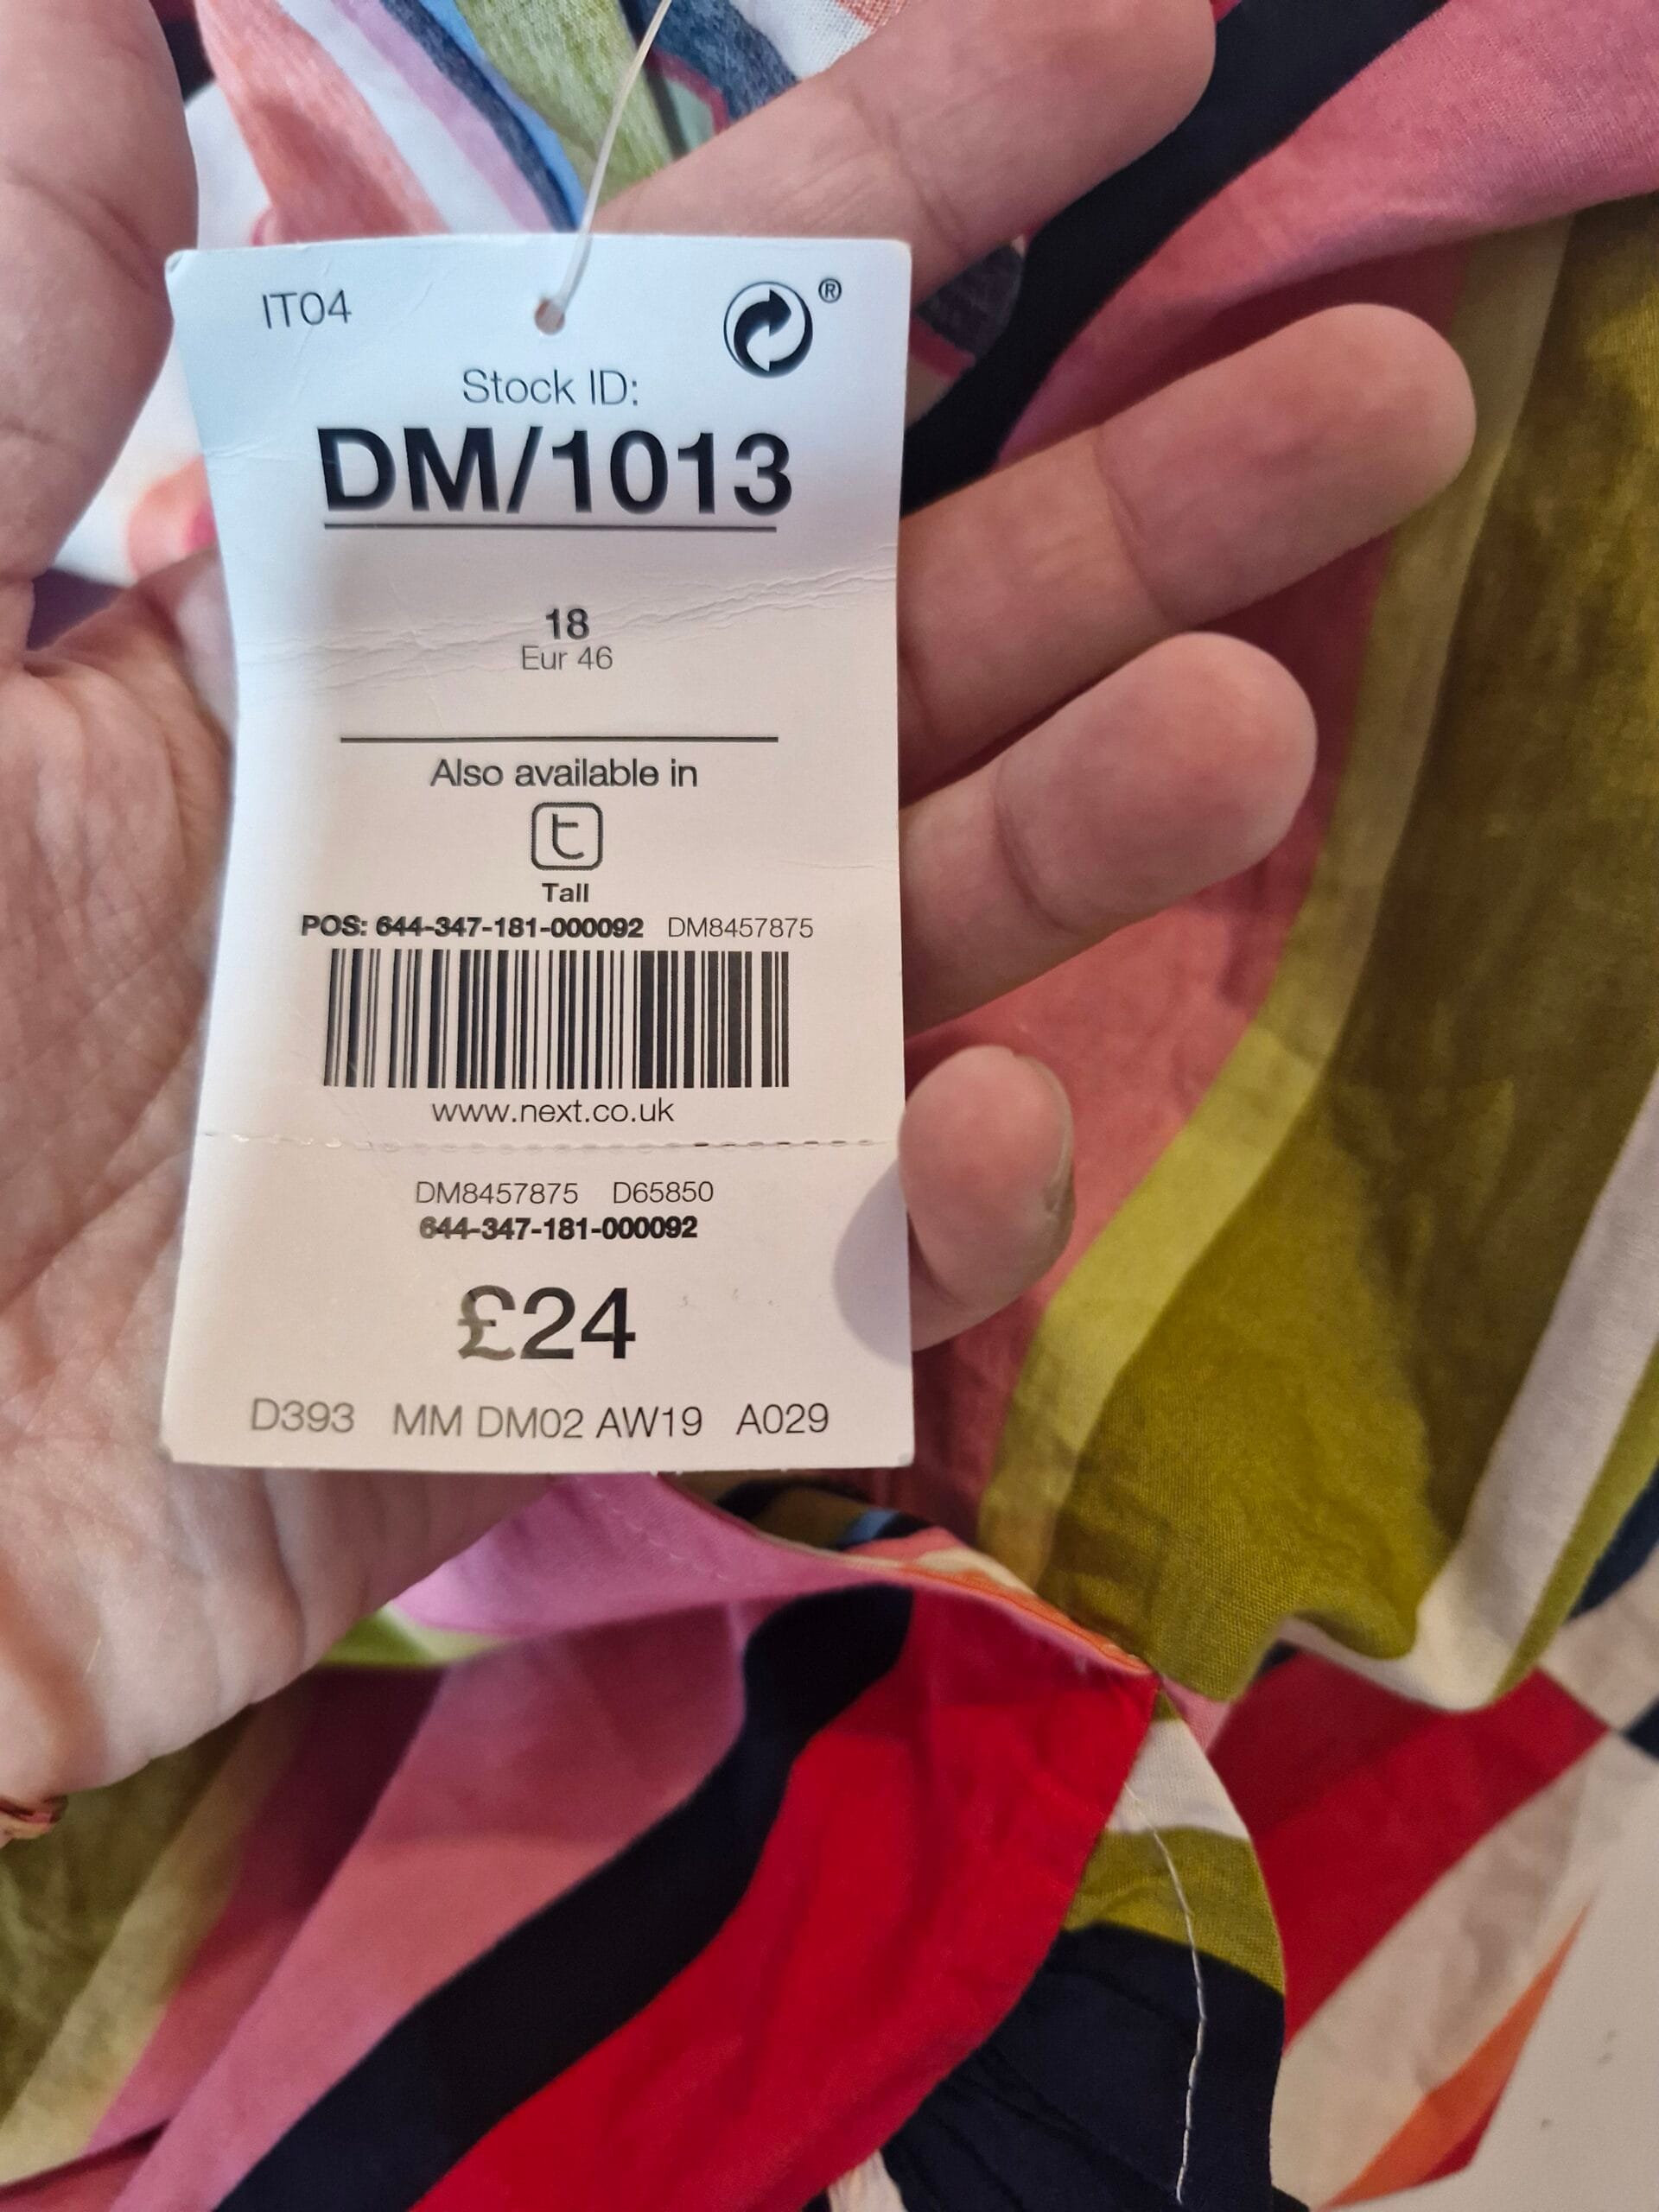 IT04
®
Stock ID:
DM/1013
18
Eur 46
Also available in
t
Tall
POS: 644-347-181-000092 DM8457875
www.next.co.uk
DM8457875 D65850
644-347-181-000092
£24
D393 MM DM02 AW19 A029